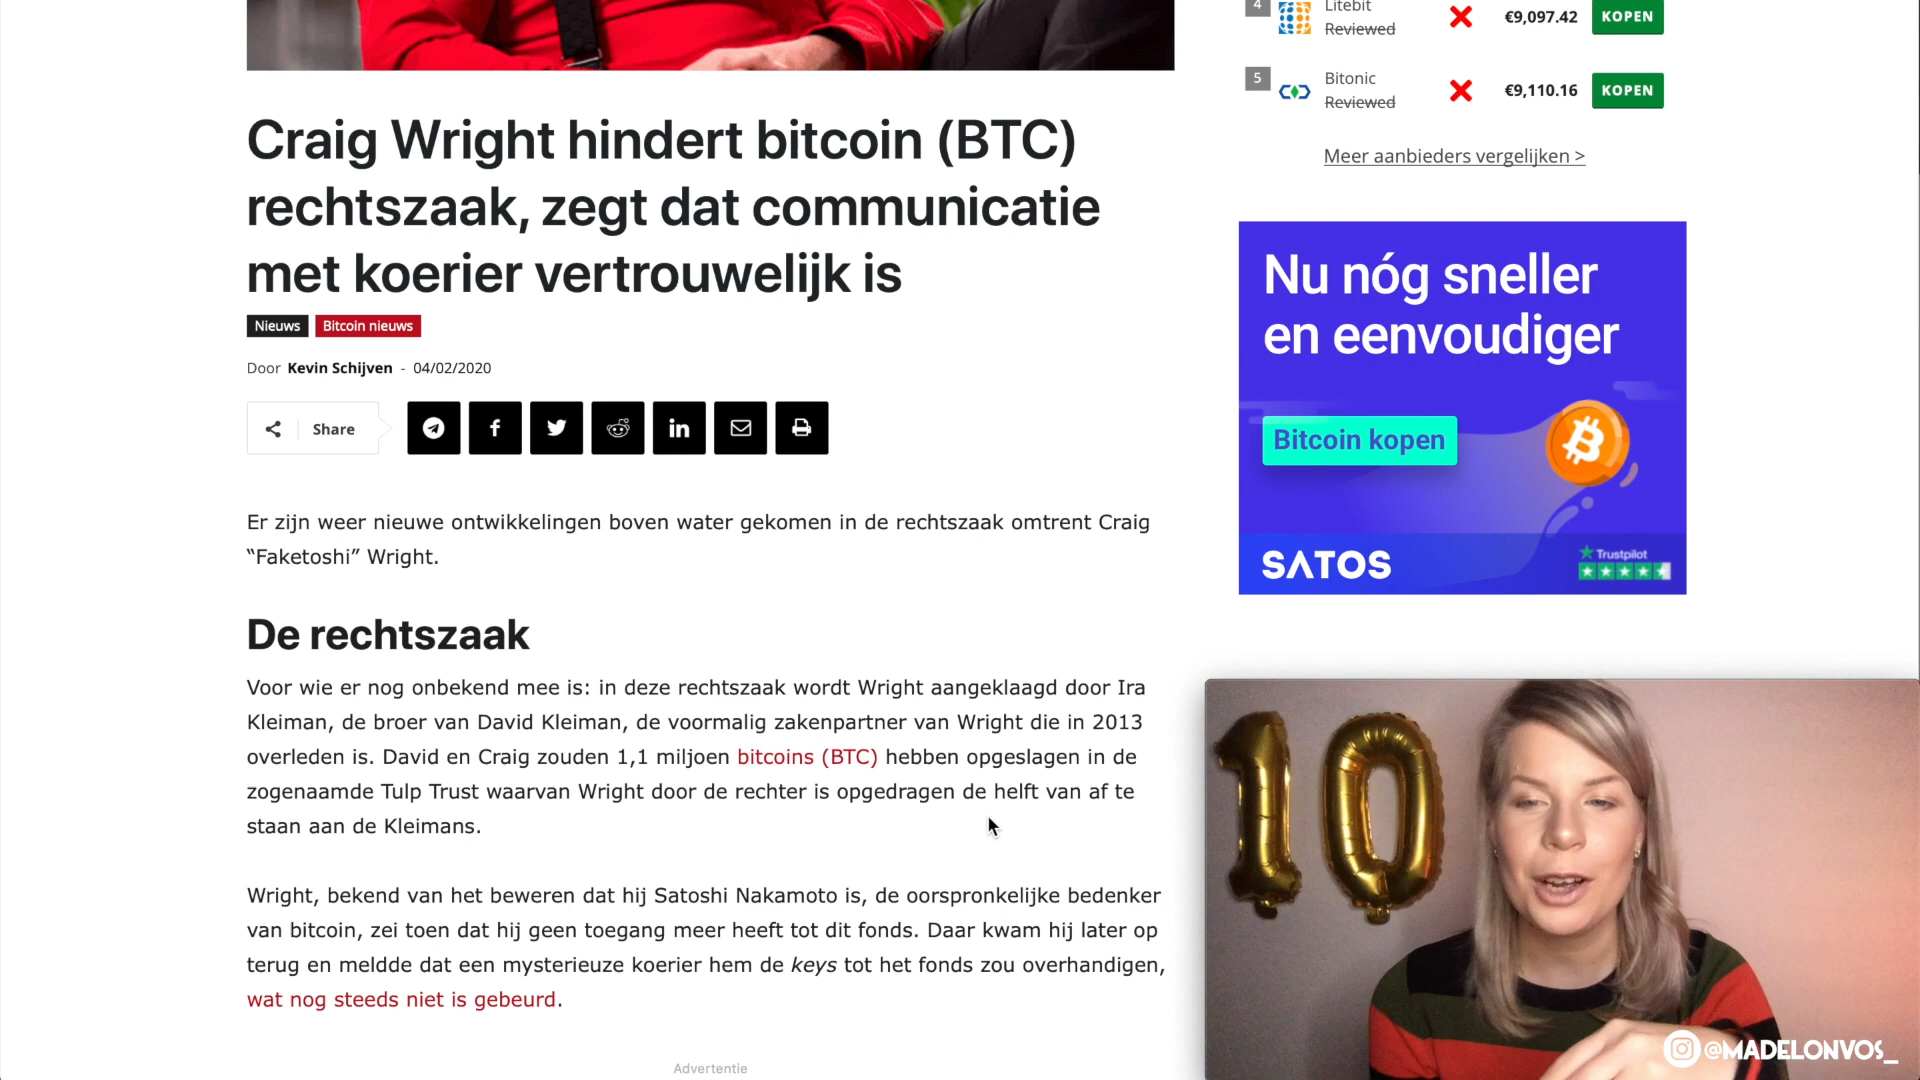 4
Litebit
Reviewed
€9,097.42
KOPEN
5
Bitonic
Reviewed
€9,110.16
KOPEN
Meer aanbieders vergelijken >
Craig Wright hindert bitcoin (BTC)
rechtszaak, zegt dat communicatie
met koerier vertrouwelijk is
Nieuws
Bitcoin nieuws
Door Kevin Schijven - 04/02/2020
Share
Er zijn weer nieuwe ontwikkelingen boven water gekomen in de rechtszaak omtrent Craig
“Faketoshi” Wright.
De rechtszaak
Voor wie er nog onbekend mee is: in deze rechtszaak wordt Wright aangeklaagd door Ira
Kleiman, de broer van David Kleiman, de voormalig zakenpartner van Wright die in 2013
overleden is. David en Craig zouden 1,1 miljoen bitcoins (BTC) hebben opgeslagen in de
zogenaamde Tulp Trust waarvan Wright door de rechter is opgedragen de helft van af te
staan aan de Kleimans.
Wright, bekend van het beweren dat hij Satoshi Nakamoto is, de oorspronkelijke bedenker
van bitcoin, zei toen dat hij geen toegang meer heeft tot dit fonds. Daar kwam hij later op
terug en meldde dat een mysterieuze koerier hem de keys tot het fonds zou overhandigen,
wat nog steeds niet is gebeurd.
Advertentie
Nu nóg sneller
en eenvoudiger
Bitcoin kopen
SATOS
Trustpilot
10
@MADELONVOS_